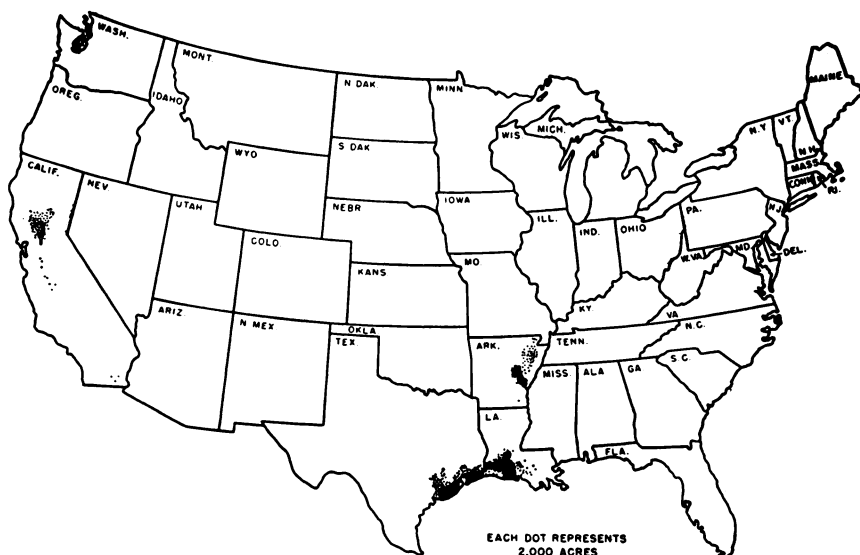 WASH.
MONT.
N DAK.
MINN
MAINE
OREG.
IDAHO
WIS.
MICH.
N.Y.
VT.
N.H.
S DAK
WYO
MASS.
CONN.
R.I.
CALIF.
NEV.
NEBR
IOWA
PA.
N.J.
UTAH
ILL.
IND.
OHIO
COLO.
W.VA.
MD.
DEL.
KANS
MO.
KY.
VA
ARIZ.
N MEX
OKLA
TEX
ARK.
TENN.
N.C.
MISS.
ALA
GA
S.C.
LA.
FLA.
EACH DOT REPRESENTS
2,000 ACRES